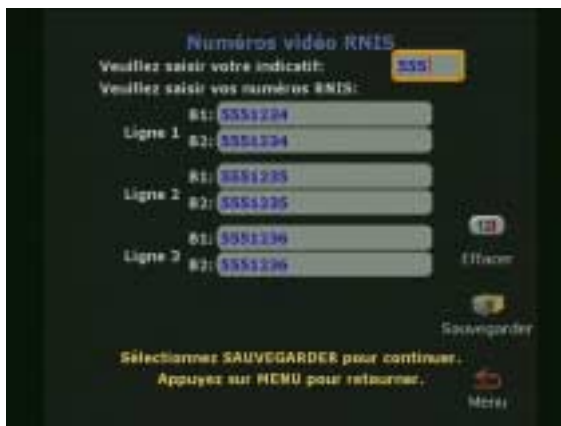 Numéros vidéo RNIS
Veuillez saisir votre indicatif: 555
Veuillez saisir vos numéros RNIS:
Ligne 1 B1: 5551234
B2: 5551234
Ligne 2 B1: 5551235
B2: 5551235
Ligne 3 B1: 5551236
B2: 5551236
Effacer
Sauvegarder
Sélectionnez SAUVEGARDER pour continuer.
Appuyez sur MENU pour retourner.
Menu